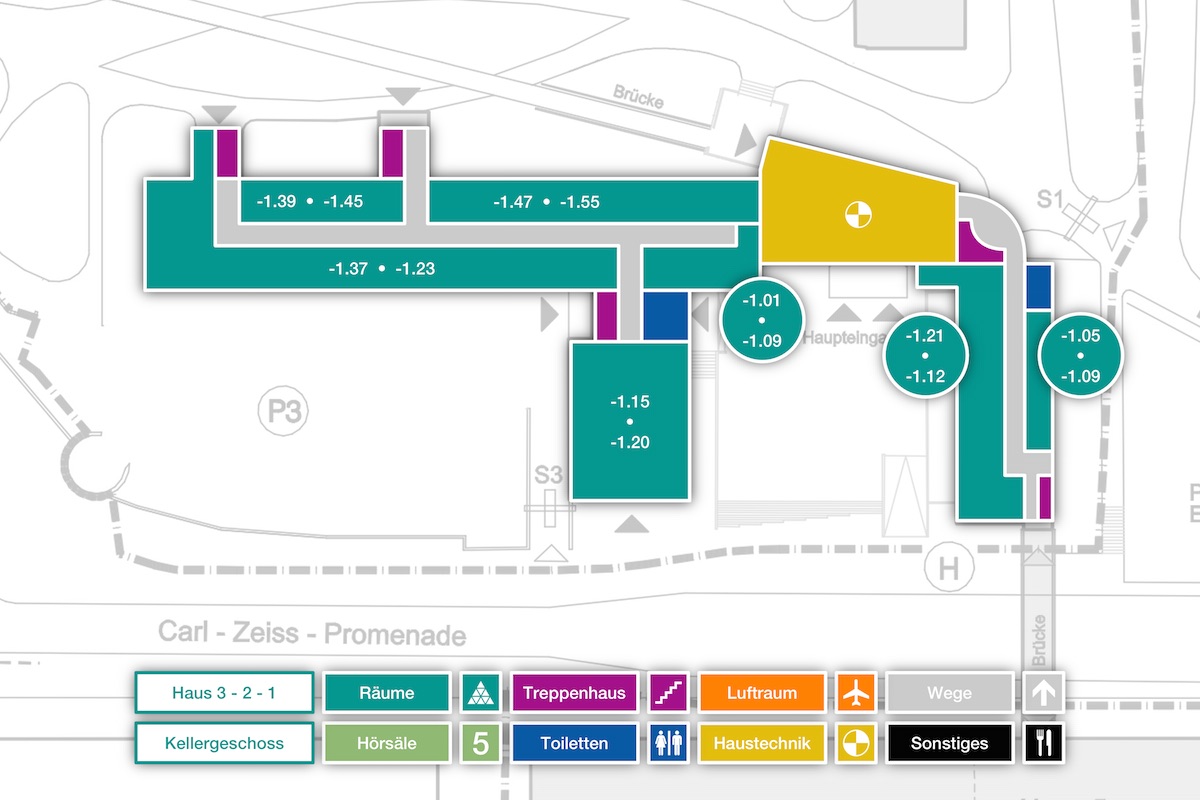 Brücke
S1
-1.39 • -1.45
-1.47 • -1.55
-1.37 • -1.23
-1.01
•
-1.09
-1.21
•
-1.12
-1.05
•
-1.09
-1.15
•
-1.20
P3
S3
H
Carl - Zeiss - Promenade
Brücke
Haus 3 - 2 - 1
Räume
Treppenhaus
Luftraum
Wege
Kellergeschoss
Hörsäle
5
Toiletten
Haustechnik
Sonstiges